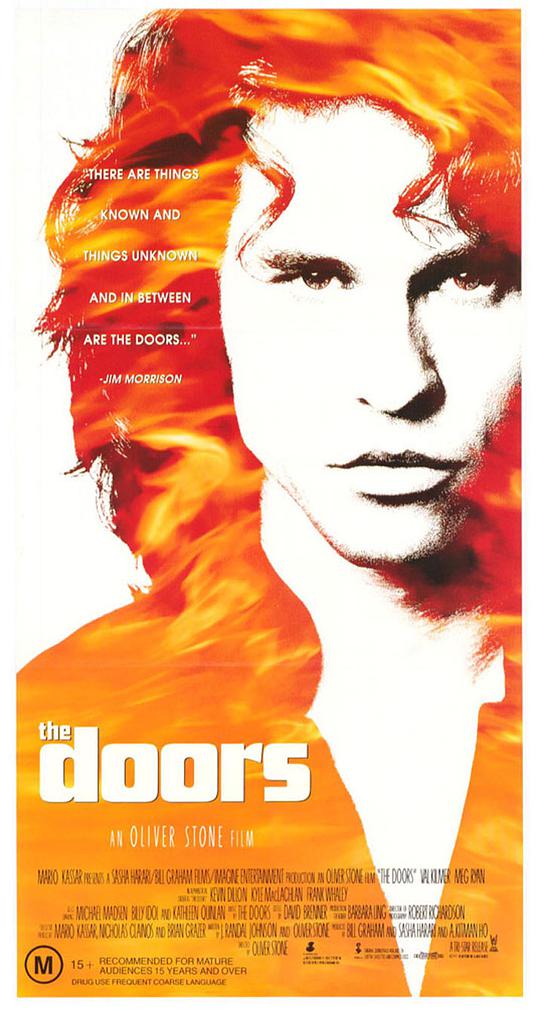 "THERE ARE THINGS
KNOWN AND
THINGS UNKNOWN
AND IN BETWEEN
ARE THE DOORS..."
-JIM MORRISON
the
doors
AN OLIVER STONE FILM
MARIO KASSAR PRESENTS A SASHA HARARI/BILL GRAHAM FILMS/IMAGINE ENTERTAINMENT PRODUCTION AN OLIVER STONE FILM "THE DOORS" VAL KILMER MEG RYAN
KEVIN DILLON KYLE MacLACHLAN FRANK WHALEY
MICHAEL MADSEN BILLY IDOL AND KATHLEEN QUINLAN THE DOORS DAVID BRENNER BARBARA LING ROBERT RICHARDSON
MARIO KASSAR, NICHOLAS CLAINOS AND BRIAN GRAZER J. RANDAL JOHNSON AND OLIVER STONE BILL GRAHAM AND SASHA HARARI AND A. KITMAN HO
OLIVER STONE A TRI-STAR RELEASE
M 15+ RECOMMENDED FOR MATURE
AUDIENCES 15 YEARS AND OVER
DRUG USE FREQUENT COARSE LANGUAGE